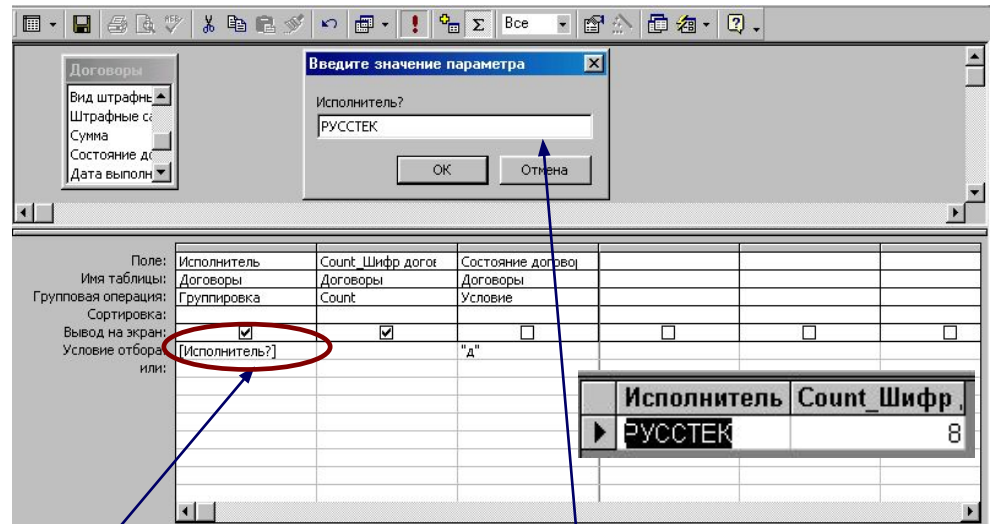 Все
Договоры
Вид штрафны
Штрафные са
Сумма
Состояние до
Дата выполн
Введите значение параметра
Исполнитель?
РУССТЕК
ОК Отмена
Поле: Исполнитель Count_Шифр догов Состояние договор
Имя таблицы: Договоры Договоры Договоры
Групповая операция: Группировка Count Условие
Сортировка:
Вывод на экран:
Условие отбора: [Исполнитель?] "д"
или:
Исполнитель Count_Шифр
РУССТЕК 8